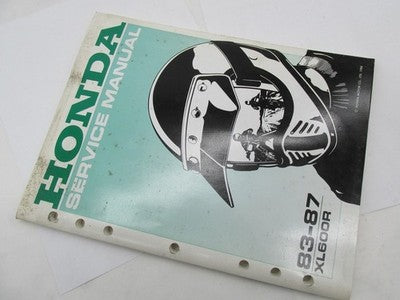 HONDA
SERVICE MANUAL
83-87
XL600R